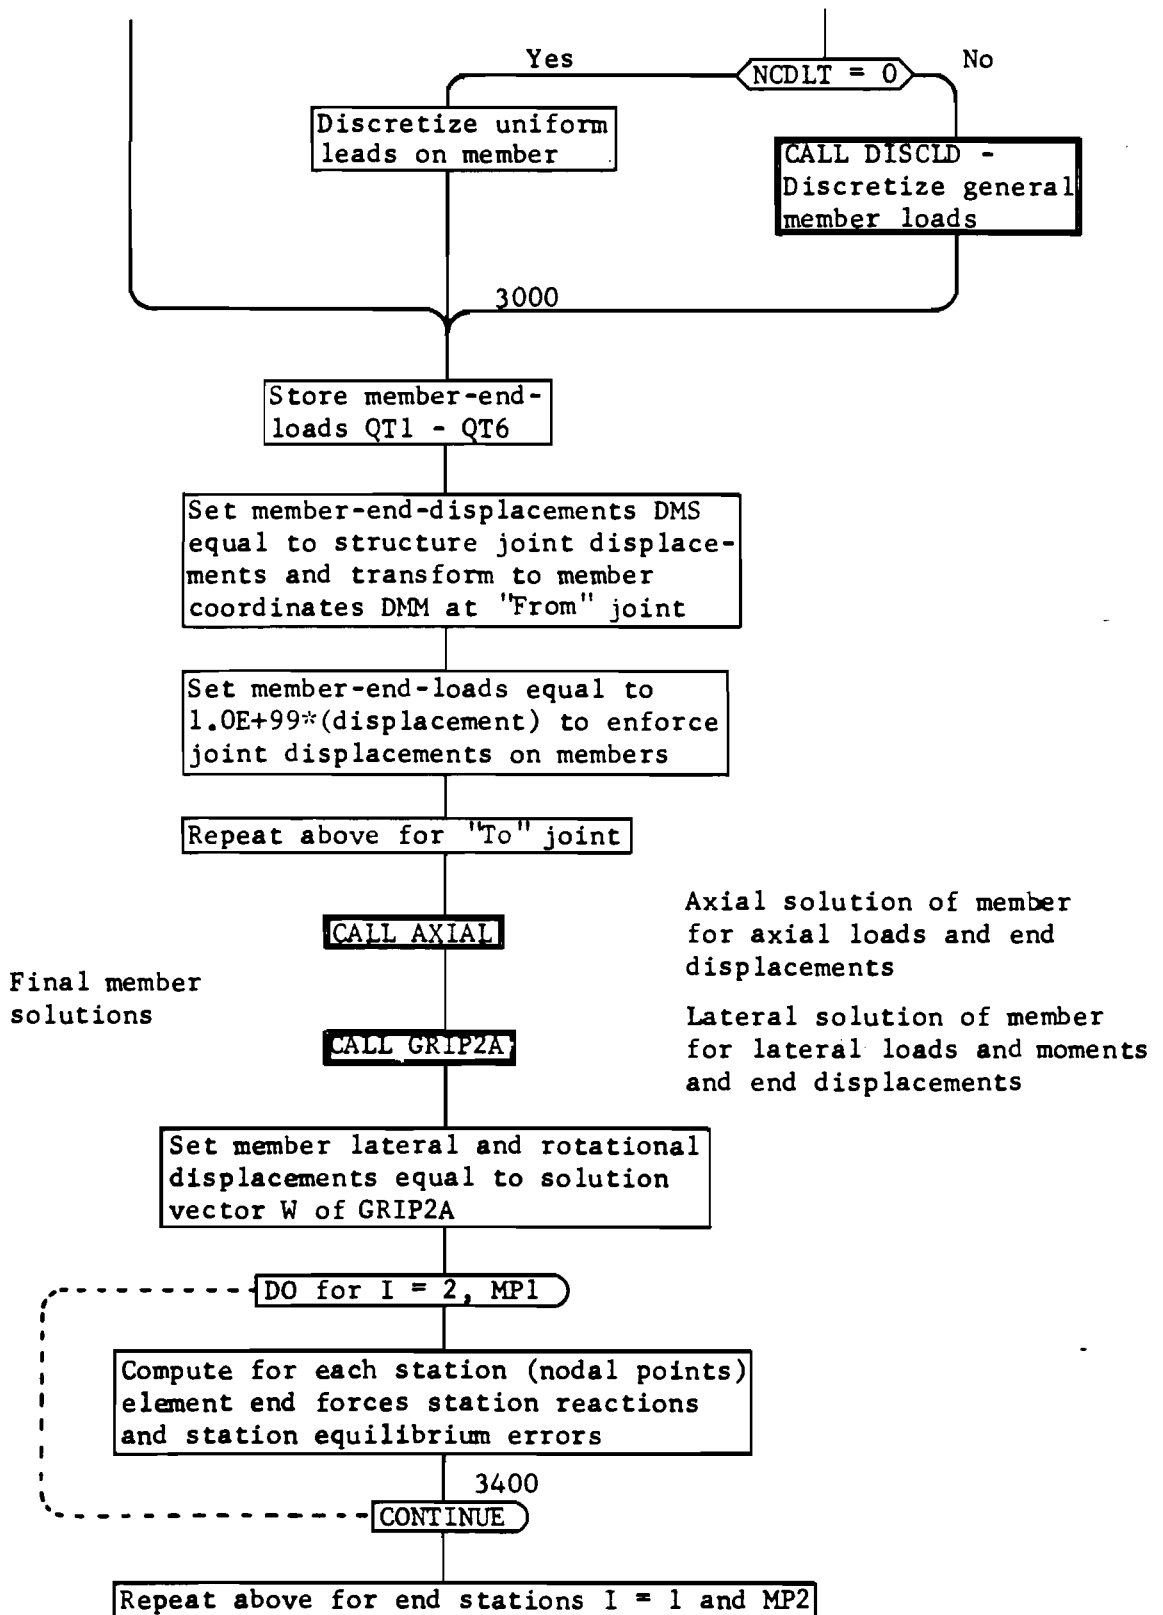 Yes
NCDLT = 0
No
Discretize uniform
leads on member
CALL DISCLD -
Discretize general
member loads
3000
Store member-end-
loads QT1 - QT6
Set member-end-displacements DMS
equal to structure joint displace-
ments and transform to member
coordinates DMM at "From" joint
Set member-end-loads equal to
1.0E+99*(displacement) to enforce
joint displacements on members
Repeat above for "To" joint
Final member
solutions
CALL AXIAL
Axial solution of member
for axial loads and end
displacements
CALL GRIP2A
Lateral solution of member
for lateral loads and moments
and end displacements
Set member lateral and rotational
displacements equal to solution
vector W of GRIP2A
DO for I = 2, MP1
Compute for each station (nodal points)
element end forces station reactions
and station equilibrium errors
3400
CONTINUE
Repeat above for end stations I = 1 and MP2